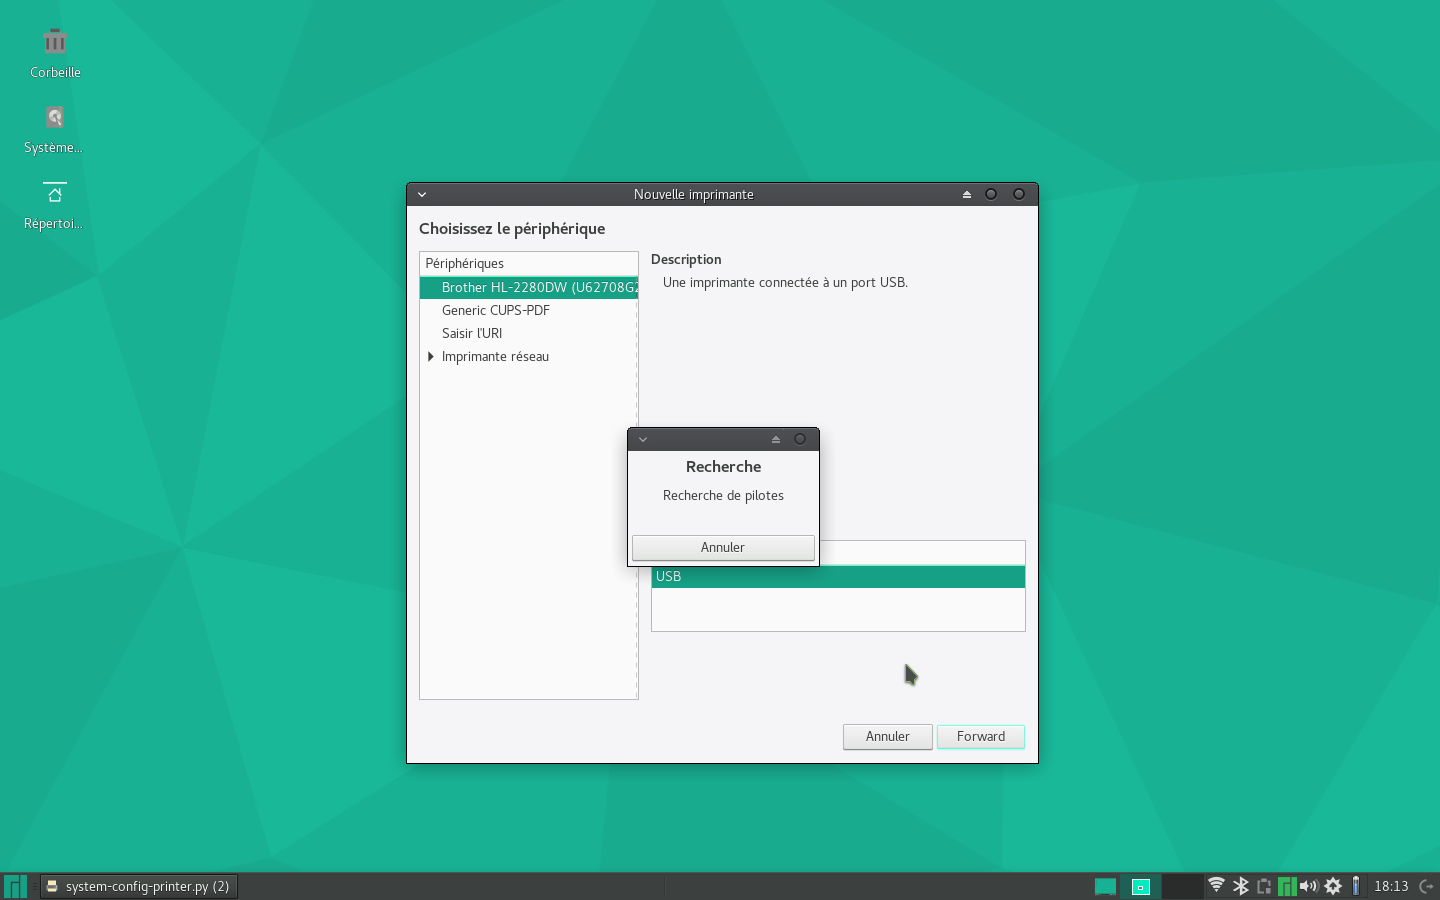 Corbeille
Système...
Répertoi...
Nouvelle imprimante
Choisissez le périphérique
Périphériques
Brother HL-2280DW (U62708G2
Generic CUPS-PDF
Saisir l'URI
Imprimante réseau
Description
Une imprimante connectée à un port USB.
Recherche
Recherche de pilotes
Annuler
USB
Annuler
Forward
system-config-printer.py (2)
18:13